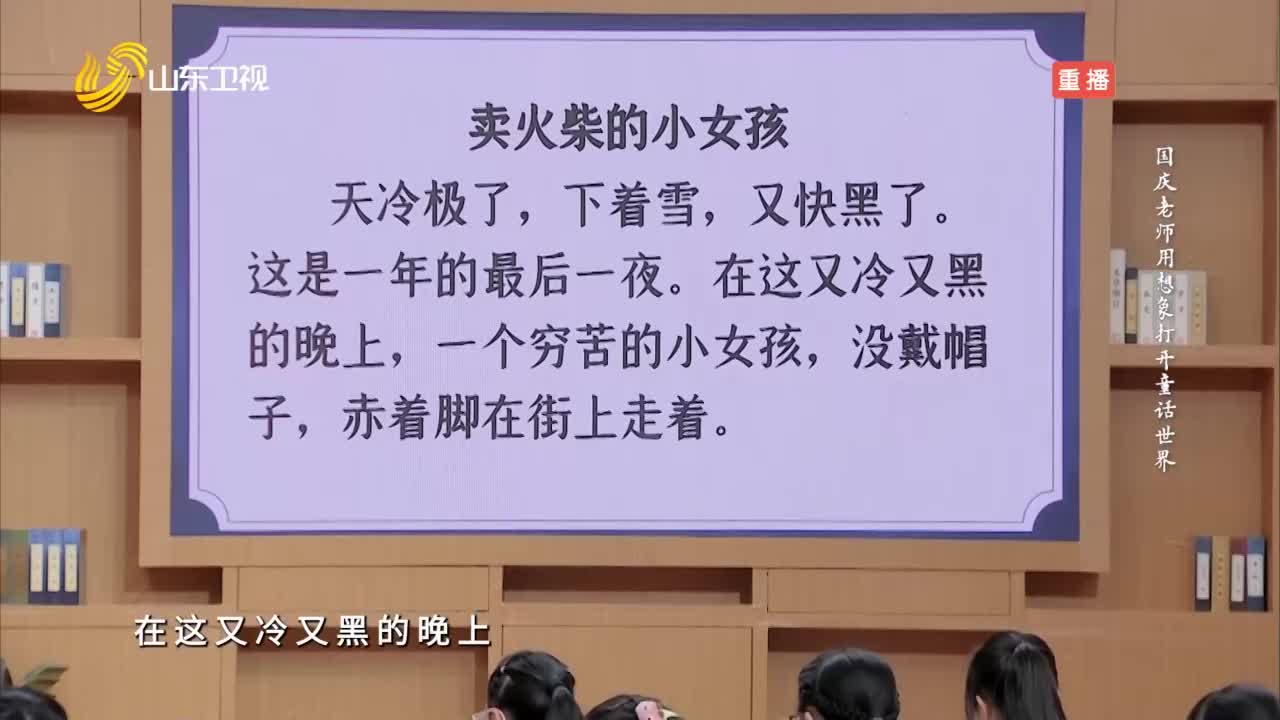 山东卫视
重播
卖火柴的小女孩
天冷极了，下着雪，又快黑了。
这是一年的最后一夜。在这又冷又黑
的晚上，一个穷苦的小女孩，没戴帽
子，赤着脚在街上走着。
国庆老师用想象打开童话世界
在这又冷又黑的晚上